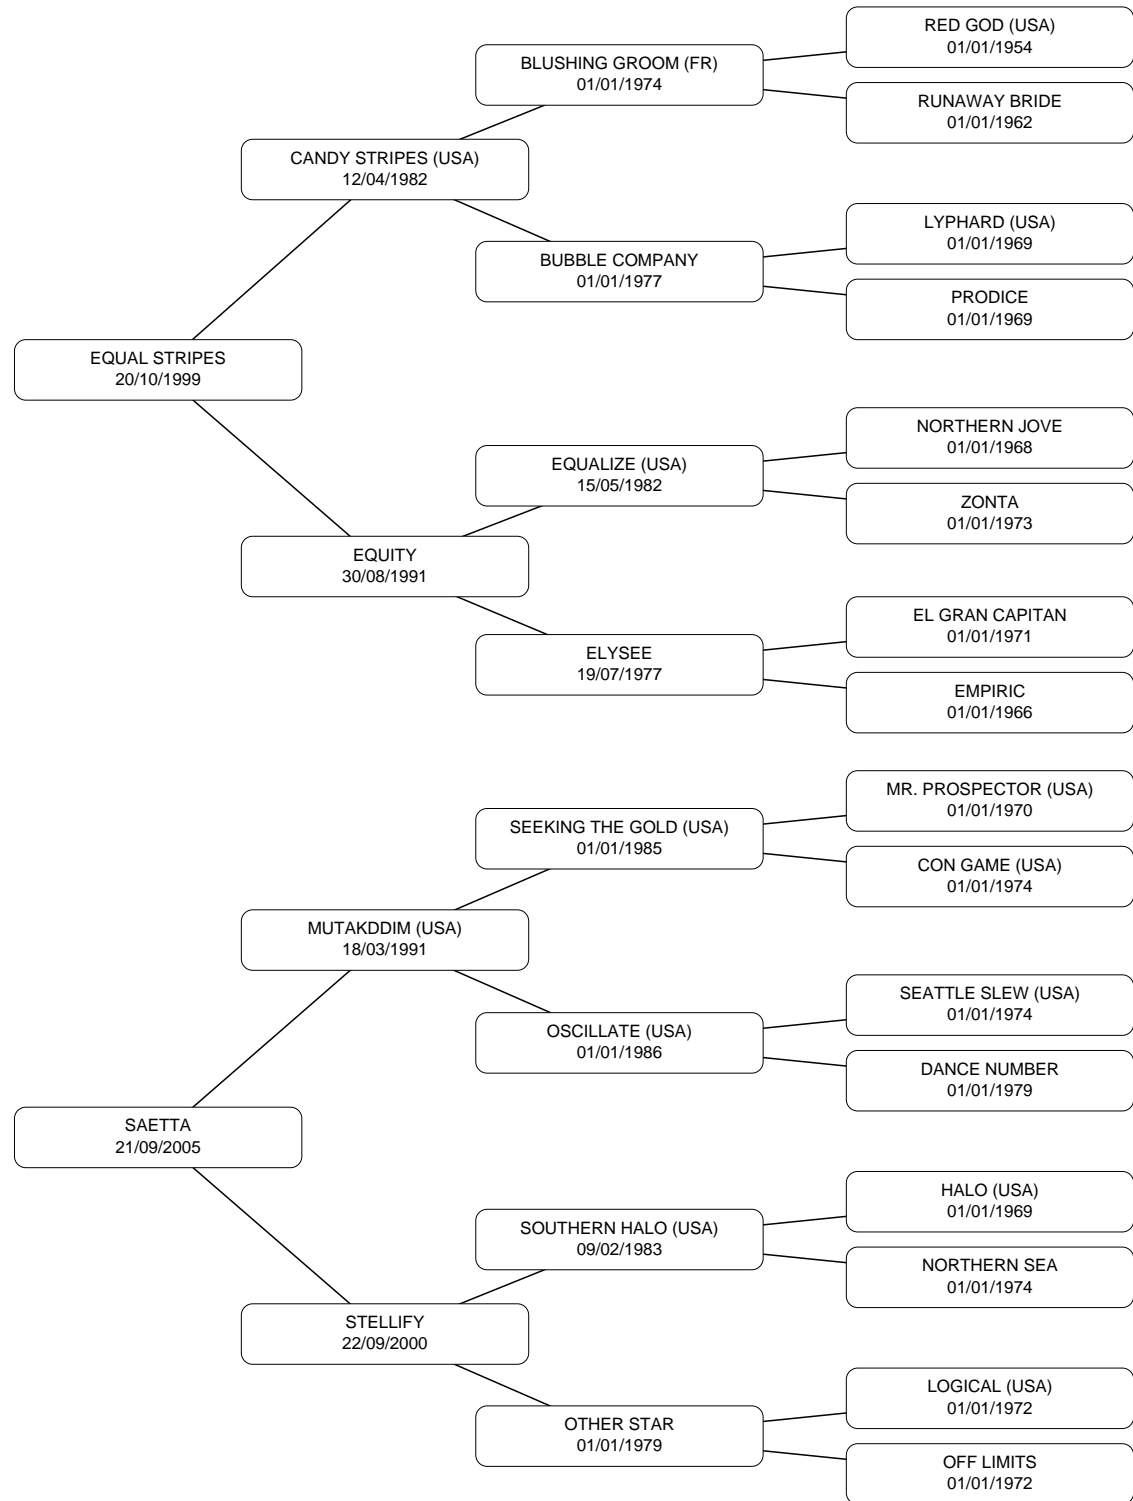 RED GOD (USA)
01/01/1954
BLUSHING GROOM (FR)
01/01/1974
RUNAWAY BRIDE
01/01/1962
CANDY STRIPES (USA)
12/04/1982
LYPHARD (USA)
01/01/1969
BUBBLE COMPANY
01/01/1977
PRODICE
01/01/1969
EQUAL STRIPES
20/10/1999
NORTHERN JOVE
01/01/1968
EQUALIZE (USA)
15/05/1982
ZONTA
01/01/1973
EQUITY
30/08/1991
EL GRAN CAPITAN
01/01/1971
ELYSEE
19/07/1977
EMPIRIC
01/01/1966
MR. PROSPECTOR (USA)
01/01/1970
SEEKING THE GOLD (USA)
01/01/1985
CON GAME (USA)
01/01/1974
MUTAKDDIM (USA)
18/03/1991
SEATTLE SLEW (USA)
01/01/1974
OSCILLATE (USA)
01/01/1986
DANCE NUMBER
01/01/1979
SAETTA
21/09/2005
HALO (USA)
01/01/1969
SOUTHERN HALO (USA)
09/02/1983
NORTHERN SEA
01/01/1974
STELLIFY
22/09/2000
LOGICAL (USA)
01/01/1972
OTHER STAR
01/01/1979
OFF LIMITS
01/01/1972